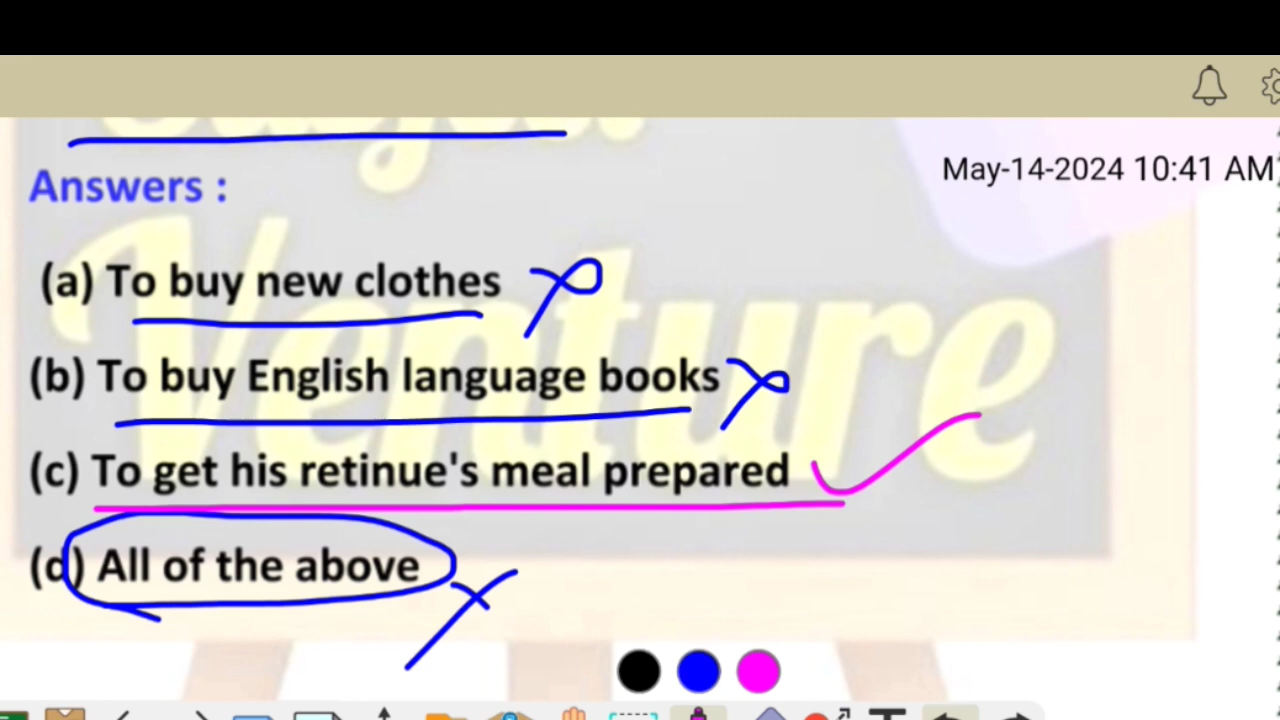 May-14-2024 10:41 AM
Answers :
(a) To buy new clothes
(b) To buy English language books
(c) To get his retinue's meal prepared
(d) All of the above
Venture